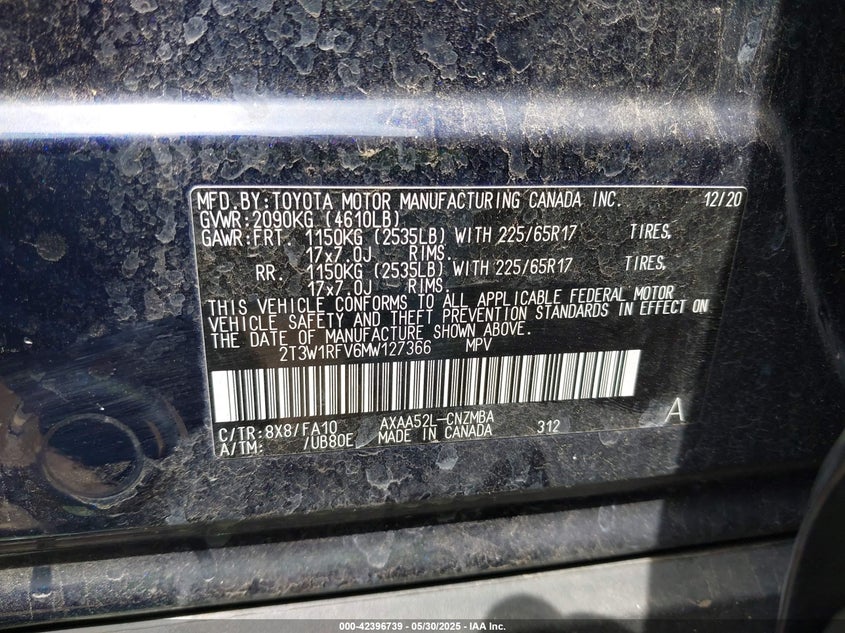 MFD.BY:TOYOTA MOTOR MANUFACTURING CANADA INC. 12/20
GVWR:2090KG (4610LB)
GAWR:FRT. 1150KG (2535LB) WITH 225/65R17 TIRES,
17x7.0J RIMS.
RR. 1150KG (2535LB) WITH 225/65R17 TIRES,
17x7.0J RIMS.
THIS VEHICLE CONFORMS TO ALL APPLICABLE FEDERAL MOTOR
VEHICLE SAFETY AND THEFT PREVENTION STANDARDS IN EFFECT ON
THE DATE OF MANUFACTURE SHOWN ABOVE.
2T3W1RFV6MW127366 MPV
C/TR:8X8/FA10 AXAA52L-CNZMBA A
A/TM: /UB80E MADE IN CANADA 312
000-42396739 - 05/30/2025 - IAA Inc.